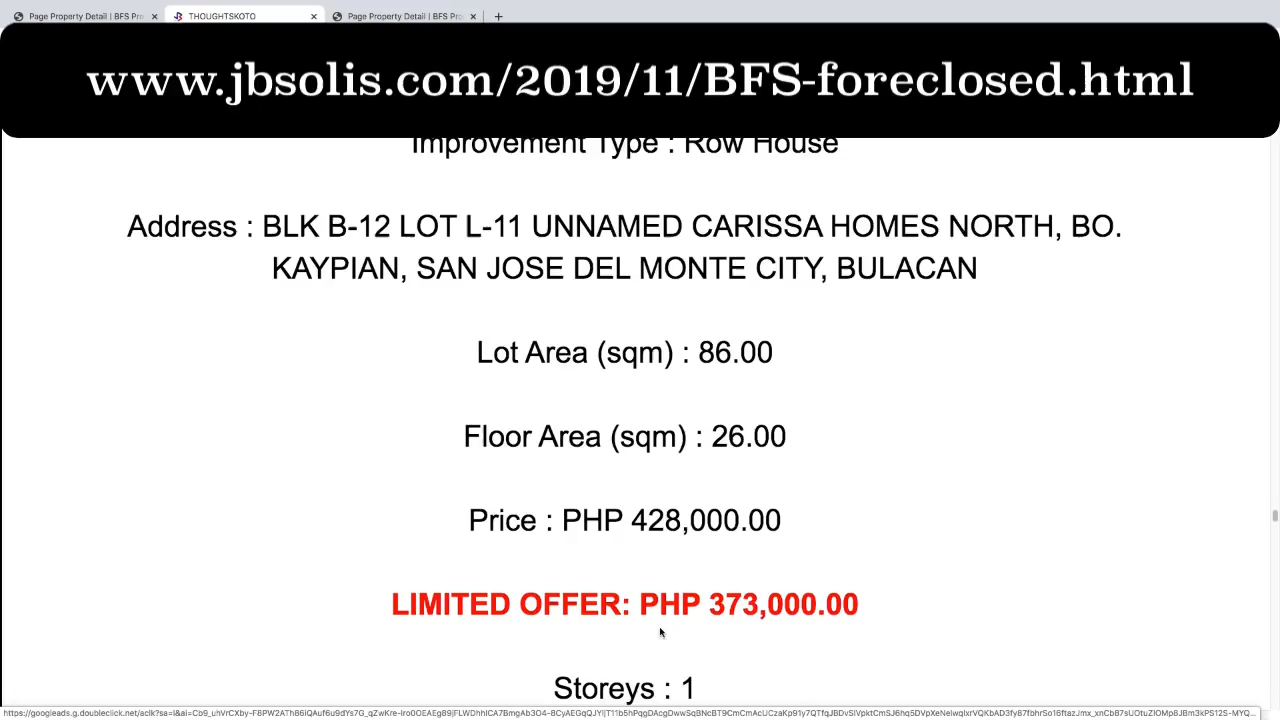 Page Property Detail | BFS Pro
THOUGHTSKOTO
Page Property Detail | BFS Pro
www.jbsolis.com/2019/11/BFS-foreclosed.html
Improvement Type : Row House
Address : BLK B-12 LOT L-11 UNNAMED CARISSA HOMES NORTH, BO.
KAYPIAN, SAN JOSE DEL MONTE CITY, BULACAN
Lot Area (sqm) : 86.00
Floor Area (sqm) : 26.00
Price : PHP 428,000.00
LIMITED OFFER: PHP 373,000.00
Storeys : 1